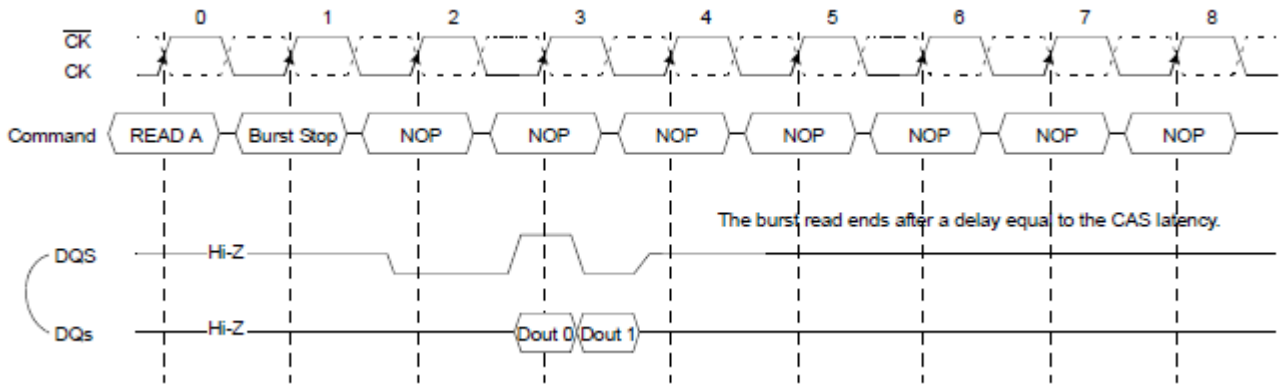 0 1 2 3 4 5 6 7 8
CK
CK
Command READ A Burst Stop NOP NOP NOP NOP NOP NOP NOP
The burst read ends after a delay equal to the CAS latency.
DQS Hi-Z
DQs Hi-Z Dout 0 Dout 1